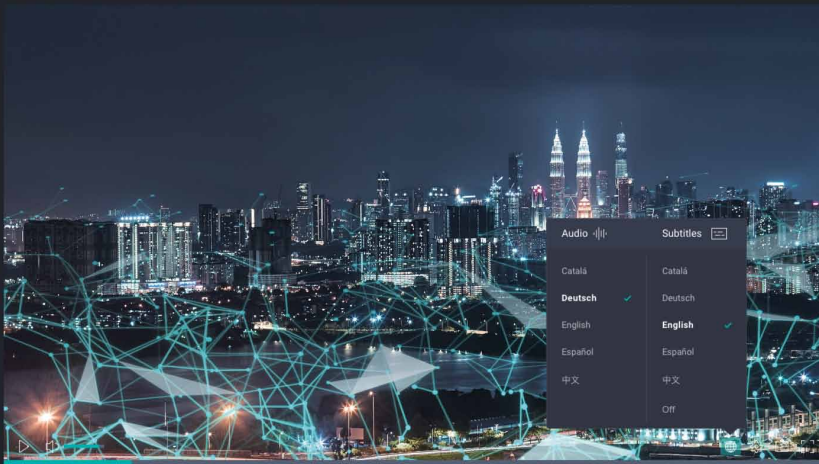 Audio
Subtitles
Català
Deutsch
English
Español
中文
Català
Deutsch
English
Español
中文
Off